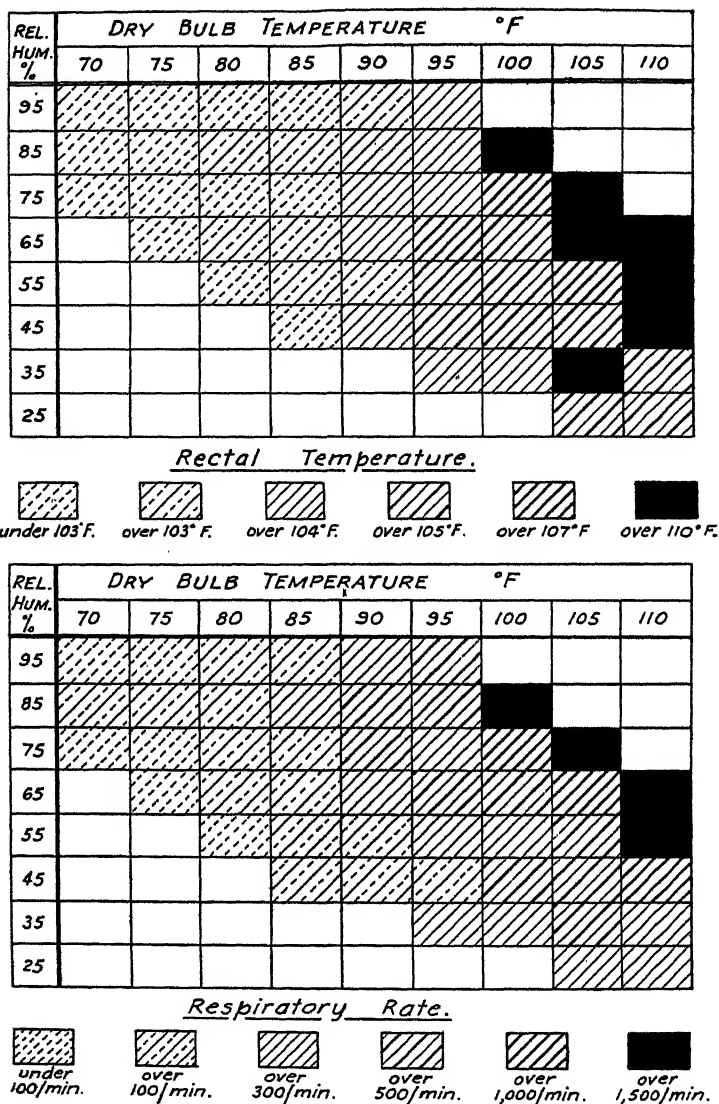 REL. HUM. % DRY BULB TEMPERATURE °F
70 75 80 85 90 95 100 105 110
95
85
75
65
55
45
35
25
Rectal Temperature.
under 103°F. over 103°F. over 104°F. over 105°F. over 107°F over 110°F.
REL. HUM. % DRY BULB TEMPERATURE °F
70 75 80 85 90 95 100 105 110
95
85
75
65
55
45
35
25
Respiratory Rate.
under 100/min. over 100/min. over 300/min. over 500/min. over 1,000/min. over 1,500/min.